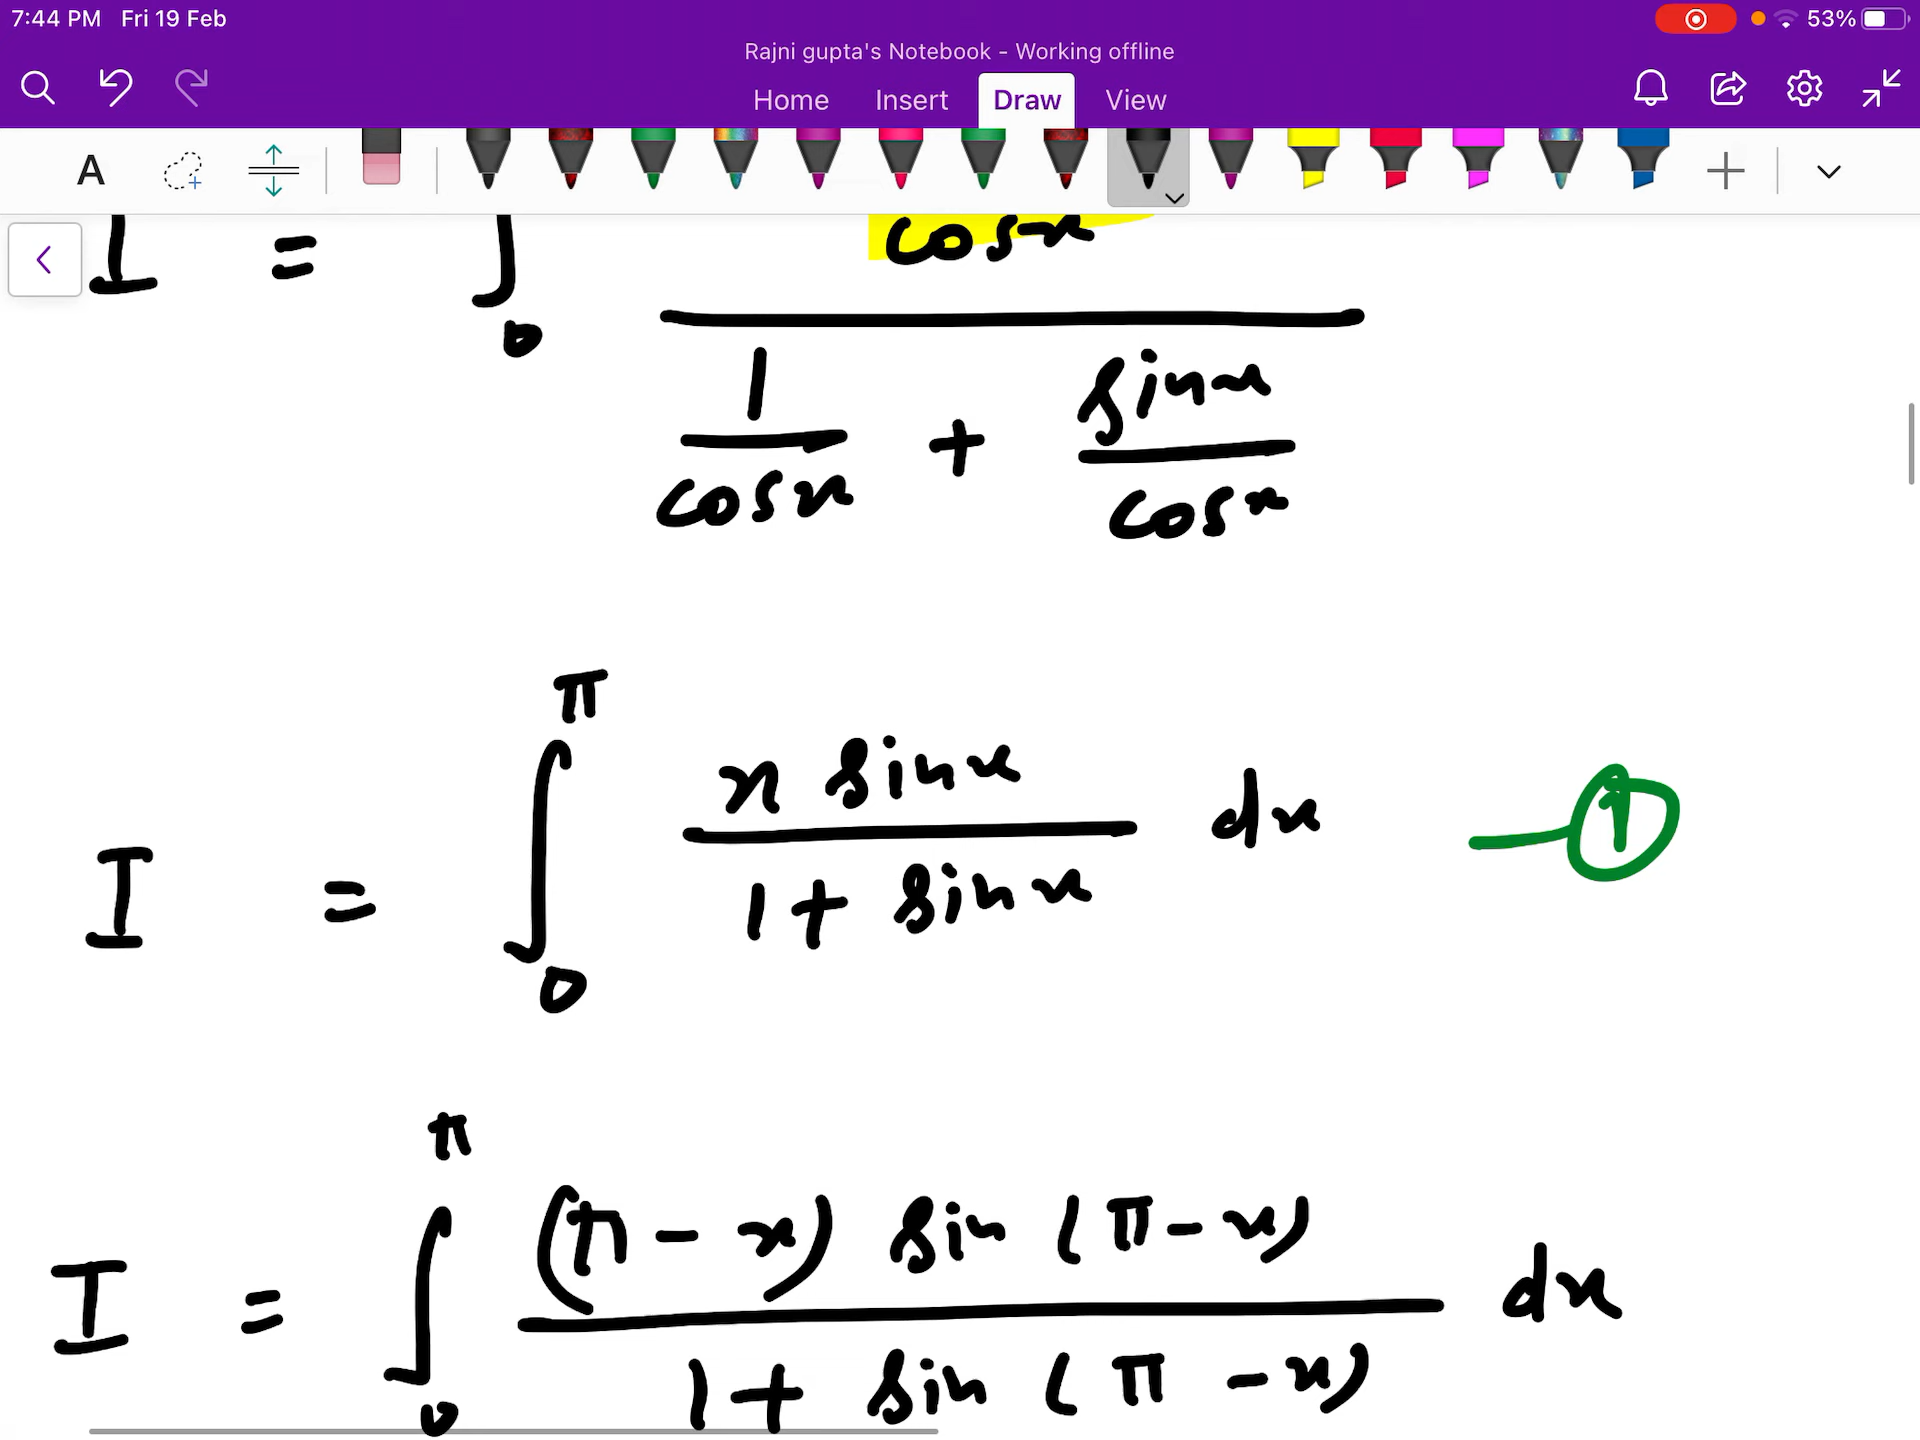 7:44 PM Fri 19 Feb 53%
Rajni gupta's Notebook - Working offline
Home Insert Draw View
A
I = ∫
cosx
0
1 sinx
+
cosx cosx
π
x sinx
I = ∫ dx — ①
1 + sinx
0
π
(π - x) sin (π - x)
I = ∫ dx
1 + sin (π - x)
0